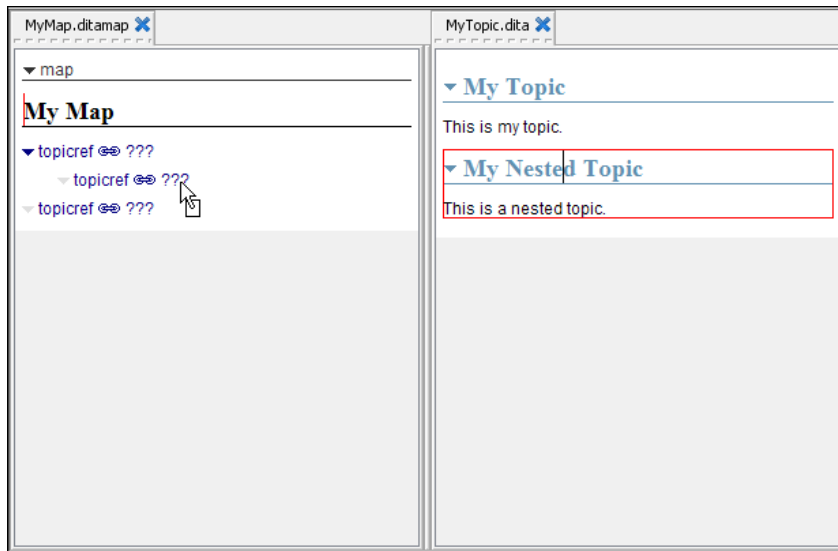 MyMap.ditamap
map
My Map
topicref ???
topicref ???
topicref ???
MyTopic.dita
My Topic
This is my topic.
My Nested Topic
This is a nested topic.